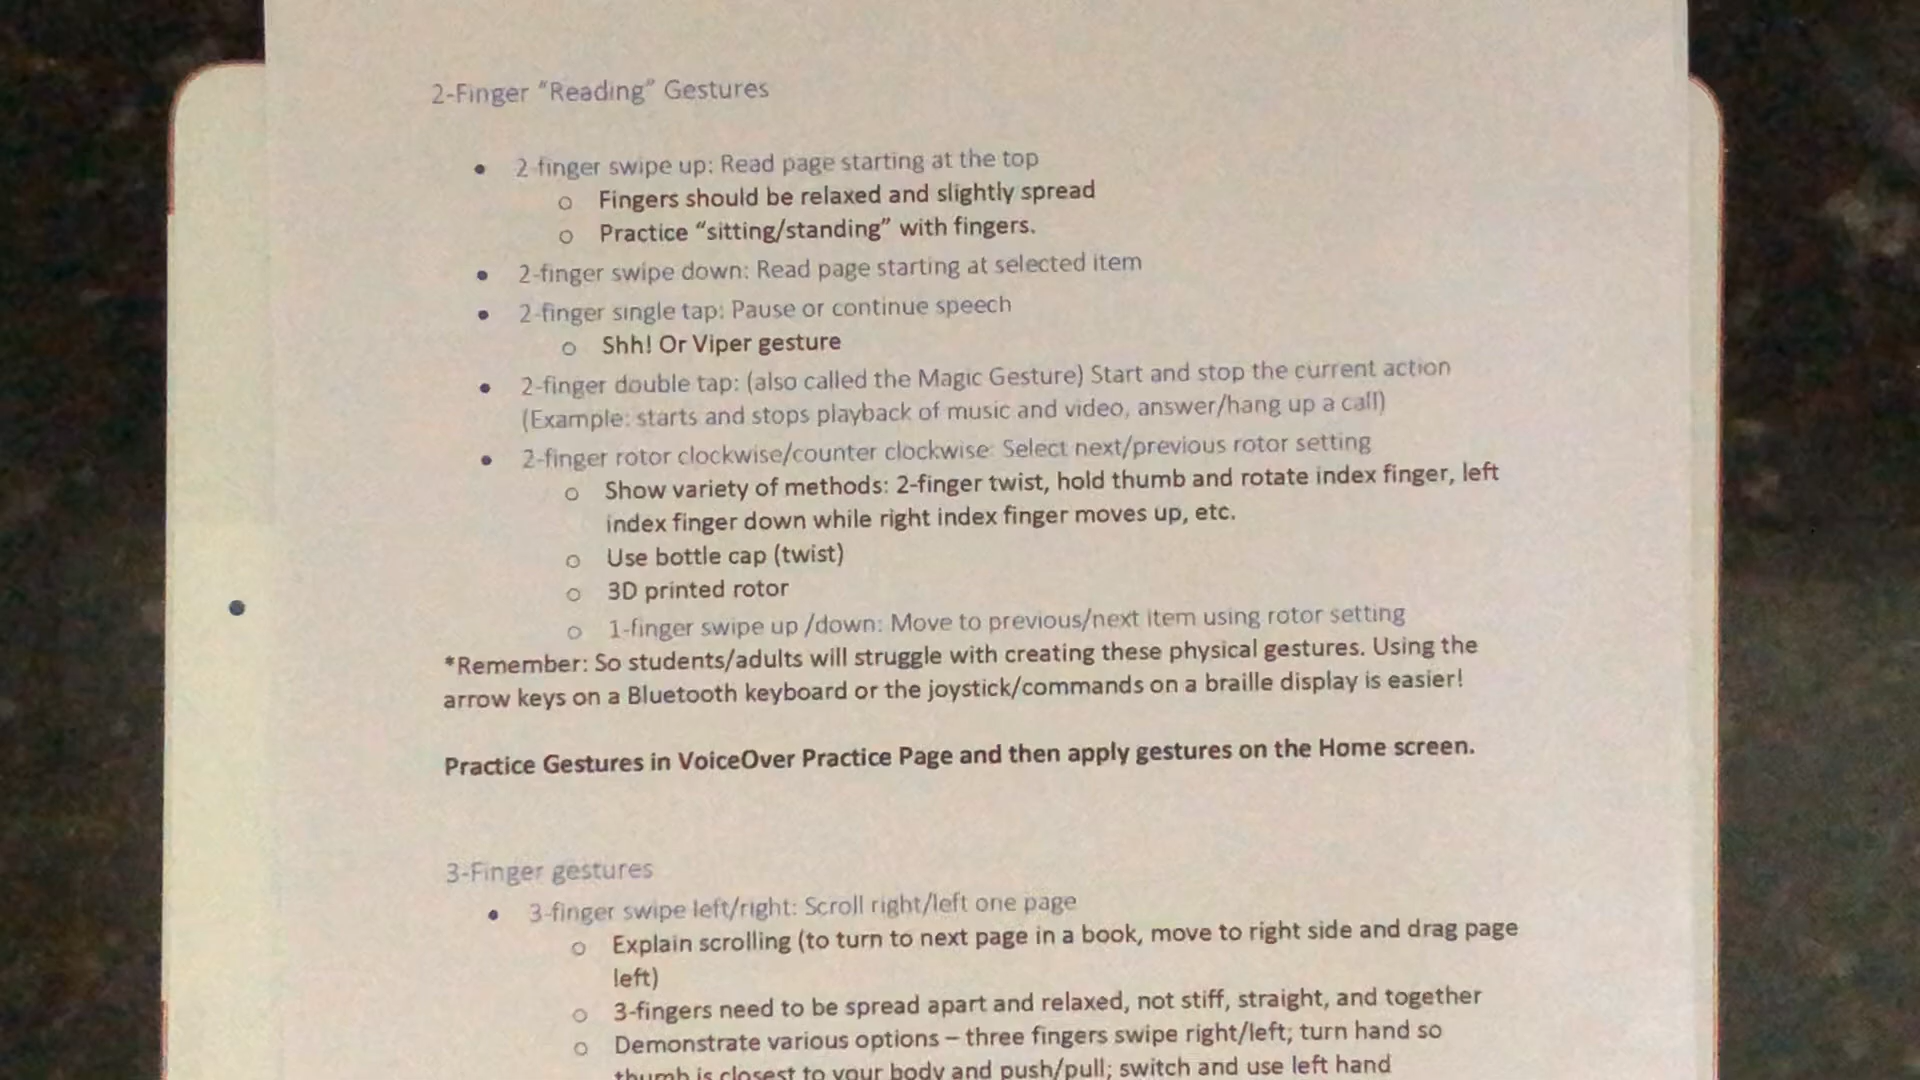 2-Finger “Reading” Gestures
• 2 finger swipe up: Read page starting at the top
o Fingers should be relaxed and slightly spread
o Practice “sitting/standing” with fingers.
• 2-finger swipe down: Read page starting at selected item
• 2-finger single tap: Pause or continue speech
o Shh! Or Viper gesture
• 2-finger double tap: (also called the Magic Gesture) Start and stop the current action
(Example: starts and stops playback of music and video, answer/hang up a call)
• 2-finger rotor clockwise/counter clockwise: Select next/previous rotor setting
o Show variety of methods: 2-finger twist, hold thumb and rotate index finger, left
index finger down while right index finger moves up, etc.
o Use bottle cap (twist)
o 3D printed rotor
o 1-finger swipe up /down: Move to previous/next item using rotor setting
*Remember: So students/adults will struggle with creating these physical gestures. Using the
arrow keys on a Bluetooth keyboard or the joystick/commands on a braille display is easier!
Practice Gestures in VoiceOver Practice Page and then apply gestures on the Home screen.
3-Finger gestures
• 3-finger swipe left/right: Scroll right/left one page
o Explain scrolling (to turn to next page in a book, move to right side and drag page
left)
o 3-fingers need to be spread apart and relaxed, not stiff, straight, and together
o Demonstrate various options – three fingers swipe right/left; turn hand so
thumb is closest to your body and push/pull; switch and use left hand